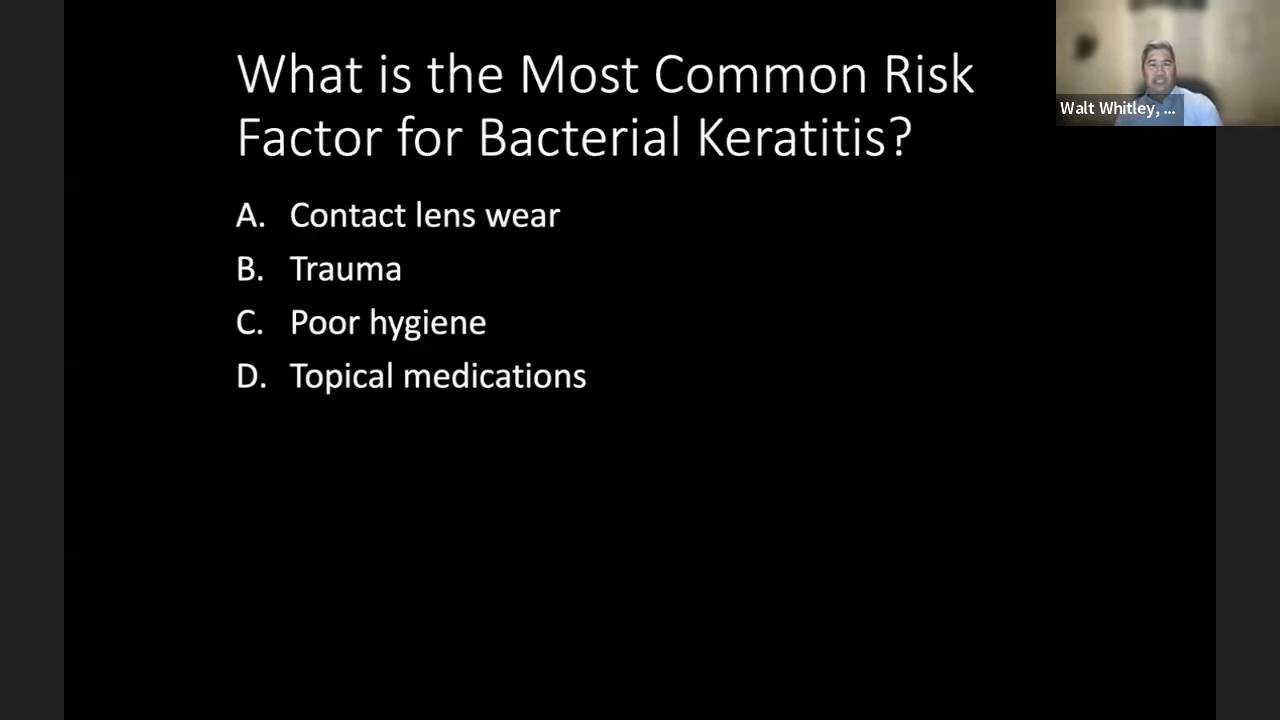 What is the Most Common Risk
Factor for Bacterial Keratitis?
A. Contact lens wear
B. Trauma
C. Poor hygiene
D. Topical medications
Walt Whitley, ...